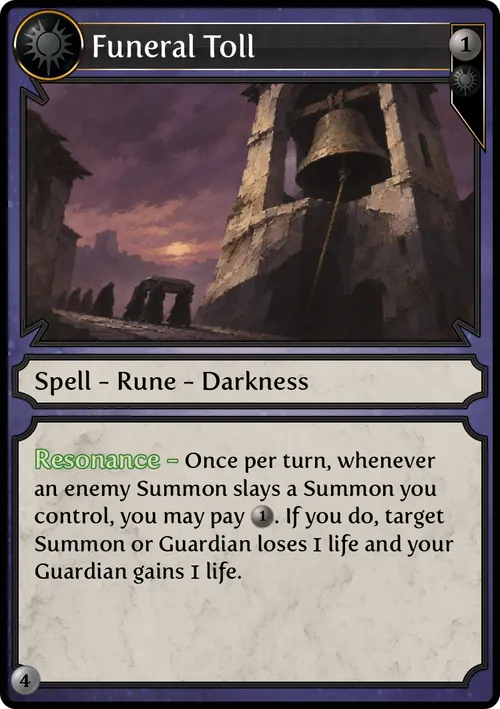 Funeral Toll
1
Spell - Rune - Darkness
Resonance - Once per turn, whenever
an enemy Summon slays a Summon you
control, you may pay 1. If you do, target
Summon or Guardian loses 1 life and your
Guardian gains 1 life.
4